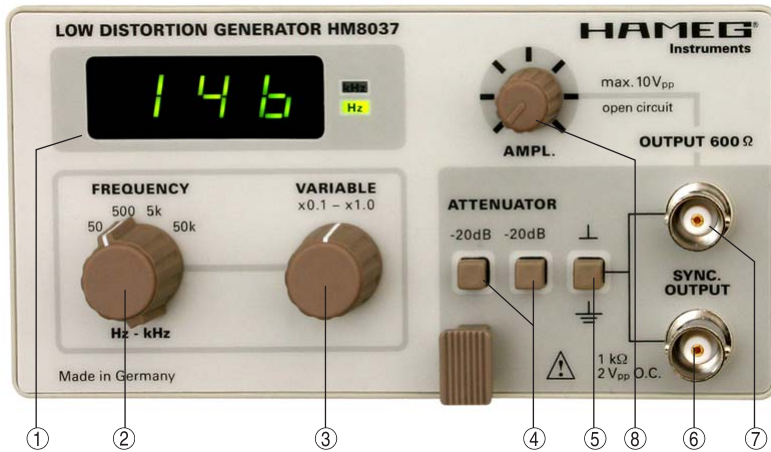 LOW DISTORTION GENERATOR HM8037
HAMEG®
Instruments
146
kHz
Hz
max. 10Vpp
open circuit
AMPL.
OUTPUT 600 Ω
FREQUENCY
50 500 5k 50k
Hz - kHz
VARIABLE
x0.1 – x1.0
ATTENUATOR
-20dB -20dB
SYNC.
OUTPUT
1 kΩ
2 Vpp O.C.
Made in Germany
① ② ③ ④ ⑤ ⑧ ⑥ ⑦